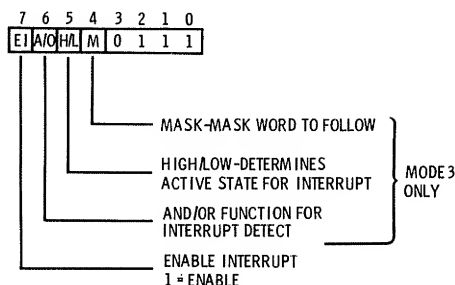 7 6 5 4 3 2 1 0
EI A/O H/L M 0 1 1 1
MASK-MASK WORD TO FOLLOW
HIGH/LOW-DETERMINES
ACTIVE STATE FOR INTERRUPT
MODE 3
ONLY
AND/OR FUNCTION FOR
INTERRUPT DETECT
ENABLE INTERRUPT
1 = ENABLE